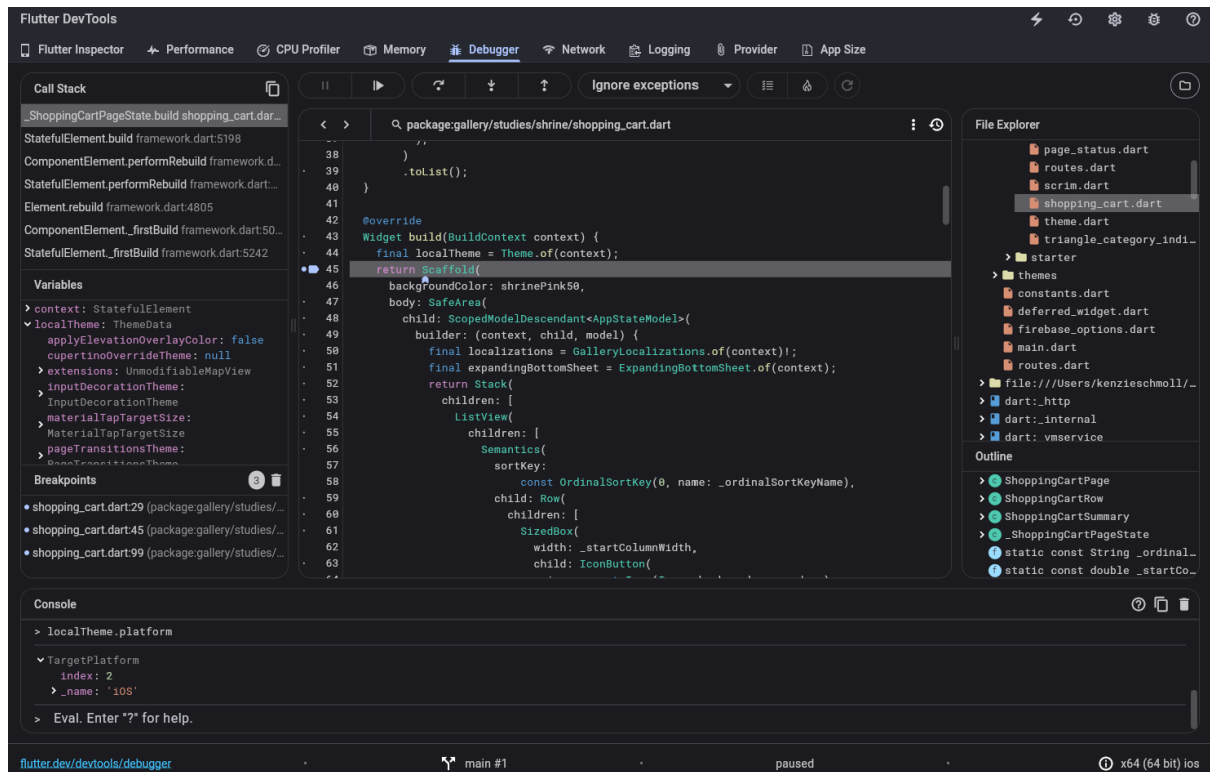 Flutter DevTools
Flutter Inspector Performance CPU Profiler Memory Debugger Network Logging Provider App Size
Call Stack
_ShoppingCartPageState.build shopping_cart.dar...
StatefulElement.build framework.dart:5198
ComponentElement.performRebuild framework.d...
StatefulElement.performRebuild framework.dart:...
Element.rebuild framework.dart:4805
ComponentElement._firstBuild framework.dart:50...
StatefulElement._firstBuild framework.dart:5242
Variables
context: StatefulElement
localTheme: ThemeData
applyElevationOverlayColor: false
cupertinoOverrideTheme: null
extensions: UnmodifiableMapView
inputDecorationTheme:
InputDecorationTheme
materialTapTargetSize:
MaterialTapTargetSize
pageTransitionsTheme:
PageTransitionsTheme
Breakpoints 3
shopping_cart.dart:29 (package:gallery/studies/...
shopping_cart.dart:45 (package:gallery/studies/...
shopping_cart.dart:99 (package:gallery/studies/...
Ignore exceptions
package:gallery/studies/shrine/shopping_cart.dart
38 )
39 .toList();
40 }
41
42 @override
43 Widget build(BuildContext context) {
44 final localTheme = Theme.of(context);
45 return Scaffold(
46 backgroundColor: shrinePink50,
47 body: SafeArea(
48 child: ScopedModelDescendant<AppStateModel>(
49 builder: (context, child, model) {
50 final localizations = GalleryLocalizations.of(context)!;
51 final expandingBottomSheet = ExpandingBottomSheet.of(context);
52 return Stack(
53 children: [
54 ListView(
55 children: [
56 Semantics(
57 sortKey:
58 const OrdinalSortKey(0, name: _ordinalSortKeyName),
59 child: Row(
60 children: [
61 SizedBox(
62 width: _startColumnWidth,
63 child: IconButton(
File Explorer
page_status.dart
routes.dart
scrim.dart
shopping_cart.dart
theme.dart
triangle_category_indi...
starter
themes
constants.dart
deferred_widget.dart
firebase_options.dart
main.dart
routes.dart
file:///Users/kenzieschmoll/...
dart:_http
dart:_internal
dart:_vmservice
Outline
ShoppingCartPage
ShoppingCartRow
ShoppingCartSummary
_ShoppingCartPageState
static const String _ordinal...
static const double _startCo...
Console
> localTheme.platform
TargetPlatform
index: 2
_name: 'iOS'
> Eval. Enter "?" for help.
flutter.dev/devtools/debugger · main #1 · paused · x64 (64 bit) ios